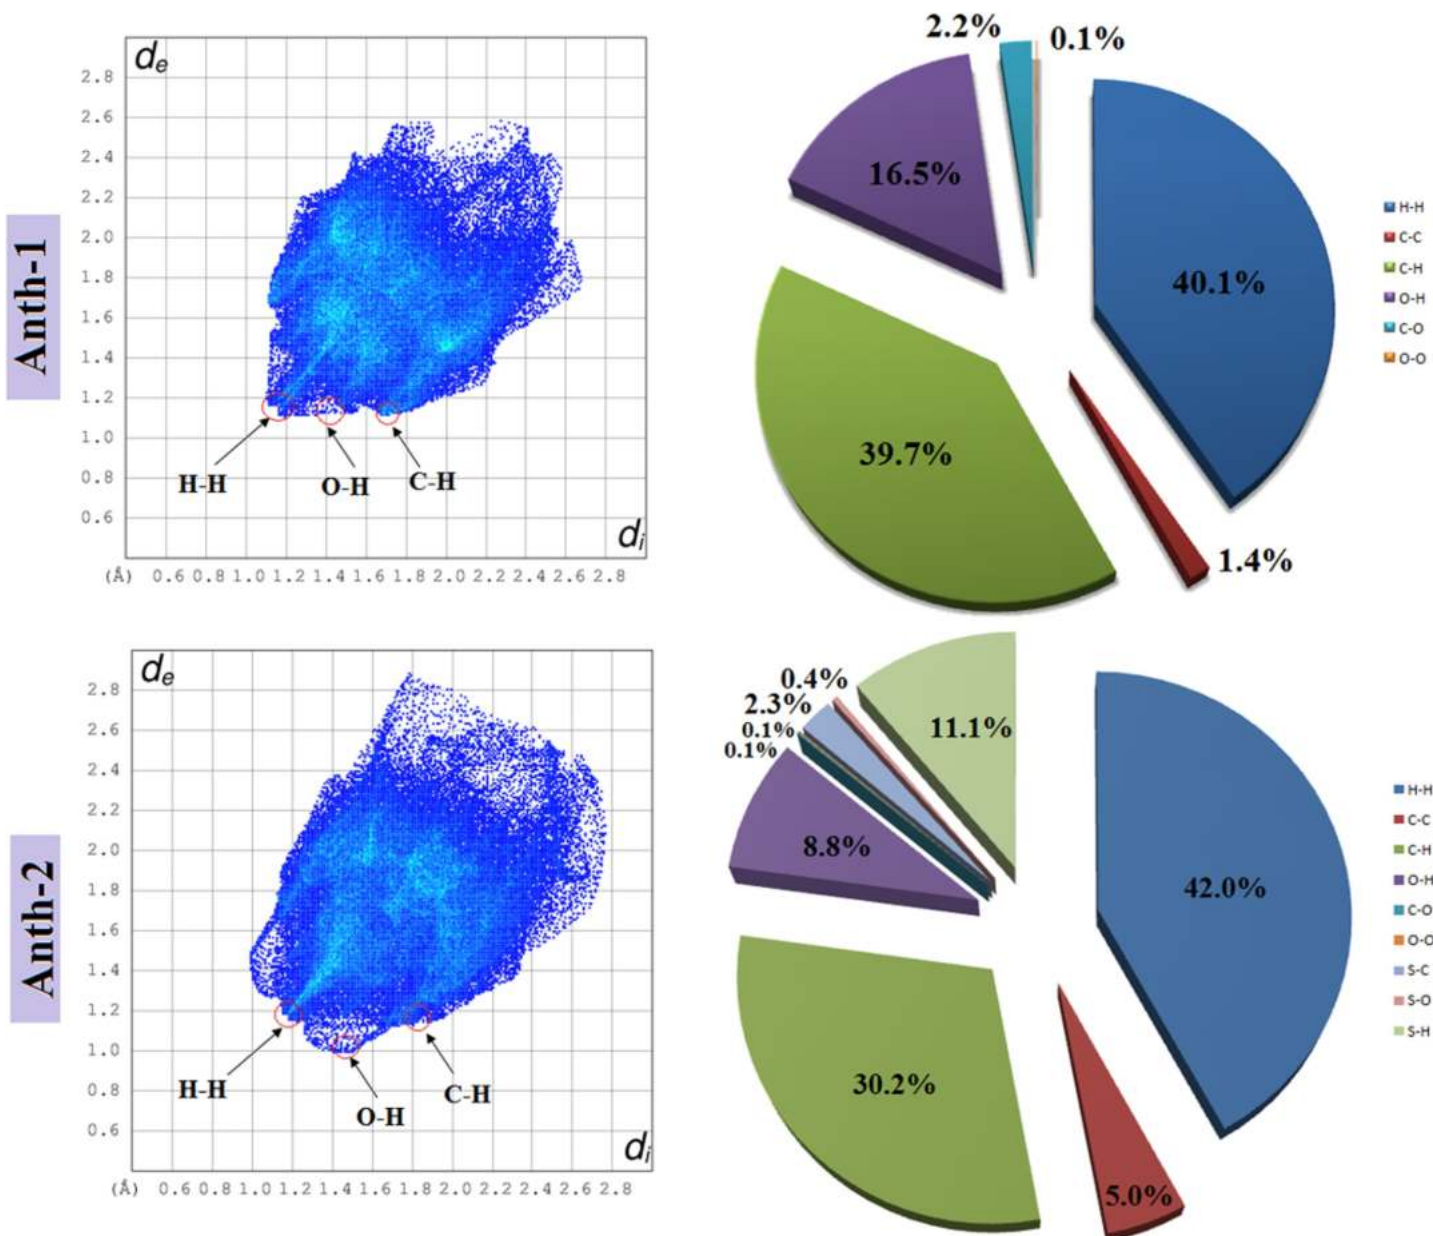 Anth-1
dₑ
2.8
2.6
2.4
2.2
2.0
1.8
1.6
1.4
1.2
1.0
0.8
0.6
H-H
O-H
C-H
dᵢ
(Å) 0.6 0.8 1.0 1.2 1.4 1.6 1.8 2.0 2.2 2.4 2.6 2.8
2.2%
0.1%
16.5%
40.1%
39.7%
1.4%
H-H
C-C
C-H
O-H
C-O
O-O
Anth-2
dₑ
2.8
2.6
2.4
2.2
2.0
1.8
1.6
1.4
1.2
1.0
0.8
0.6
H-H
O-H
C-H
dᵢ
(Å) 0.6 0.8 1.0 1.2 1.4 1.6 1.8 2.0 2.2 2.4 2.6 2.8
0.4%
2.3%
0.1%
0.1%
11.1%
8.8%
42.0%
30.2%
5.0%
H-H
C-C
C-H
O-H
C-O
O-O
S-C
S-O
S-H